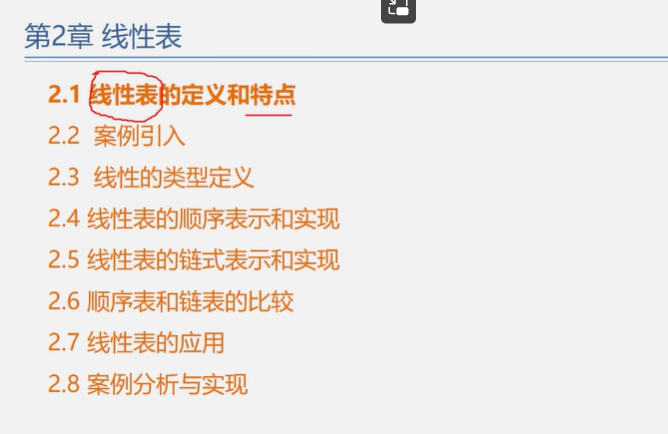 第2章 线性表
2.1 线性表的定义和特点
2.2 案例引入
2.3 线性的类型定义
2.4 线性表的顺序表示和实现
2.5 线性表的链式表示和实现
2.6 顺序表和链表的比较
2.7 线性表的应用
2.8 案例分析与实现